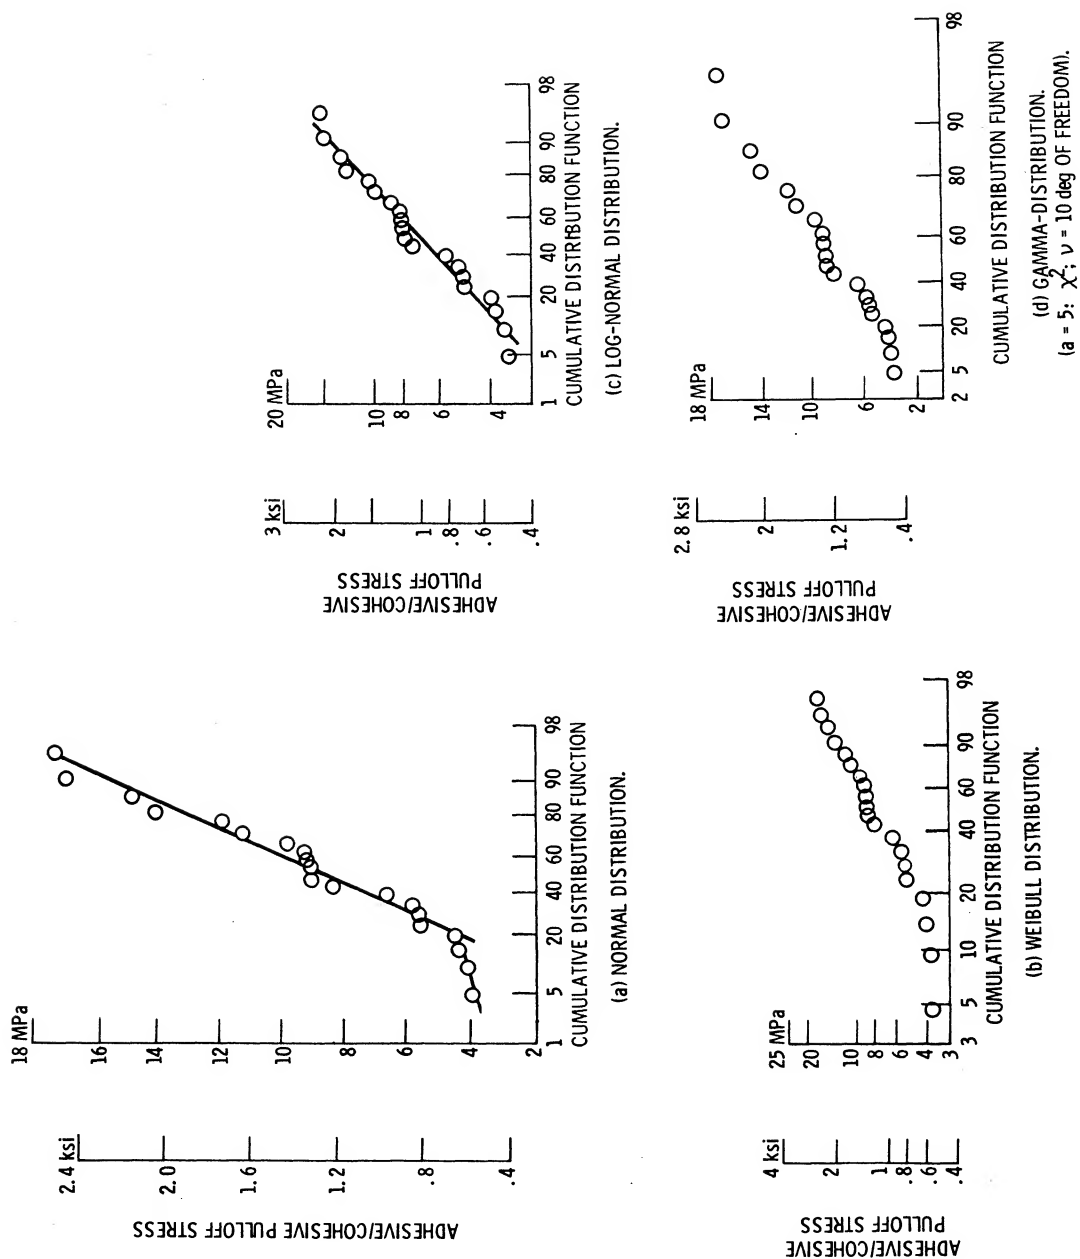 ADHESIVE/COHESIVE PULLOFF STRESS
2.4 ksi
2.0
1.6
1.2
.8
.4
18 MPa
16
14
12
10
8
6
4
2
1 5 20 40 60 80 90 98
CUMULATIVE DISTRIBUTION FUNCTION
(a) NORMAL DISTRIBUTION.
ADHESIVE/COHESIVE
PULLOFF STRESS
4 ksi
2
1
.8
.6
.4
25 MPa
20
10
8
6
4
3
3 5 10 20 40 60 90 98
CUMULATIVE DISTRIBUTION FUNCTION
(b) WEIBULL DISTRIBUTION.
ADHESIVE/COHESIVE
PULLOFF STRESS
3 ksi
2
1
.8
.6
.4
20 MPa
10
8
6
4
1 5 20 40 60 80 90 98
CUMULATIVE DISTRIBUTION FUNCTION
(c) LOG-NORMAL DISTRIBUTION.
ADHESIVE/COHESIVE
PULLOFF STRESS
2.8 ksi
2
1.2
.4
18 MPa
14
10
6
2
2 5 20 40 60 80 90 98
CUMULATIVE DISTRIBUTION FUNCTION
(d) GAMMA-DISTRIBUTION.
(a = 5: χ²; ν = 10 deg OF FREEDOM).